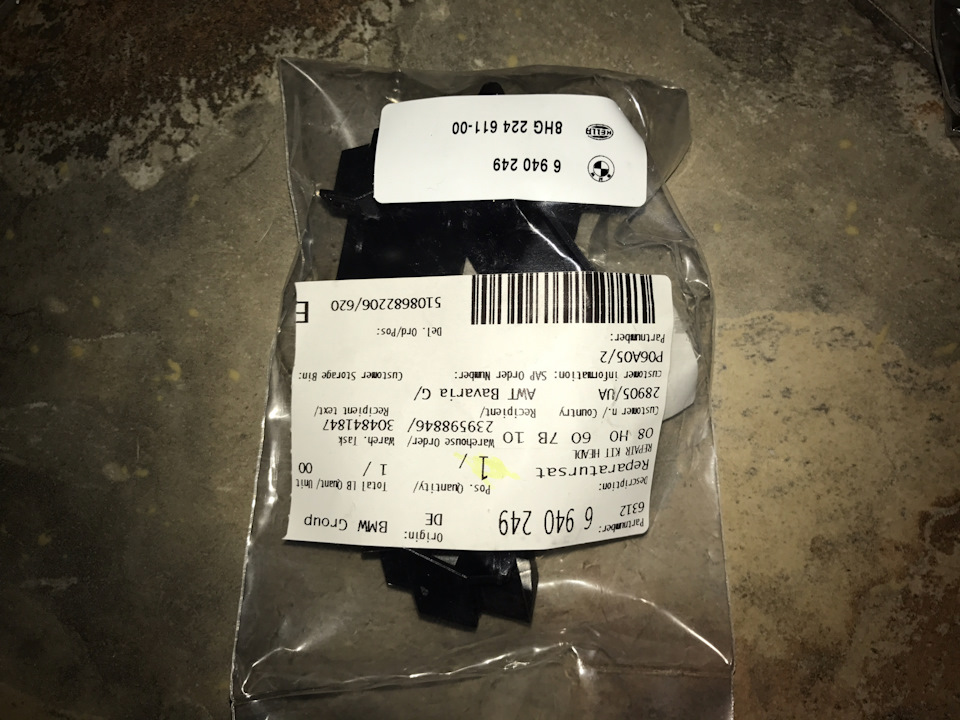 Partnumber: 6312 6 940 249
Origin: DE BMW Group
Description:
Reparatursat
REPAIR KIT HEADL
Pos. Quantity/ Total LB Quant/ Unit
1 / 1 / 00
08 HO 60 7B 10
Warehouse Order/ Wareh. Task
239598846/ 304841847
Customer n./ Country Recipient/ Recipient text/
28905/UA AWT Bavaria G/
Customer information: SAP Order Number: Customer Storage Bin:
P06A05/2
Partnumber: Del. Ord/Pos:
5108682206/620 E
BMW 6 940 249
HELLA 8HG 224 611-00